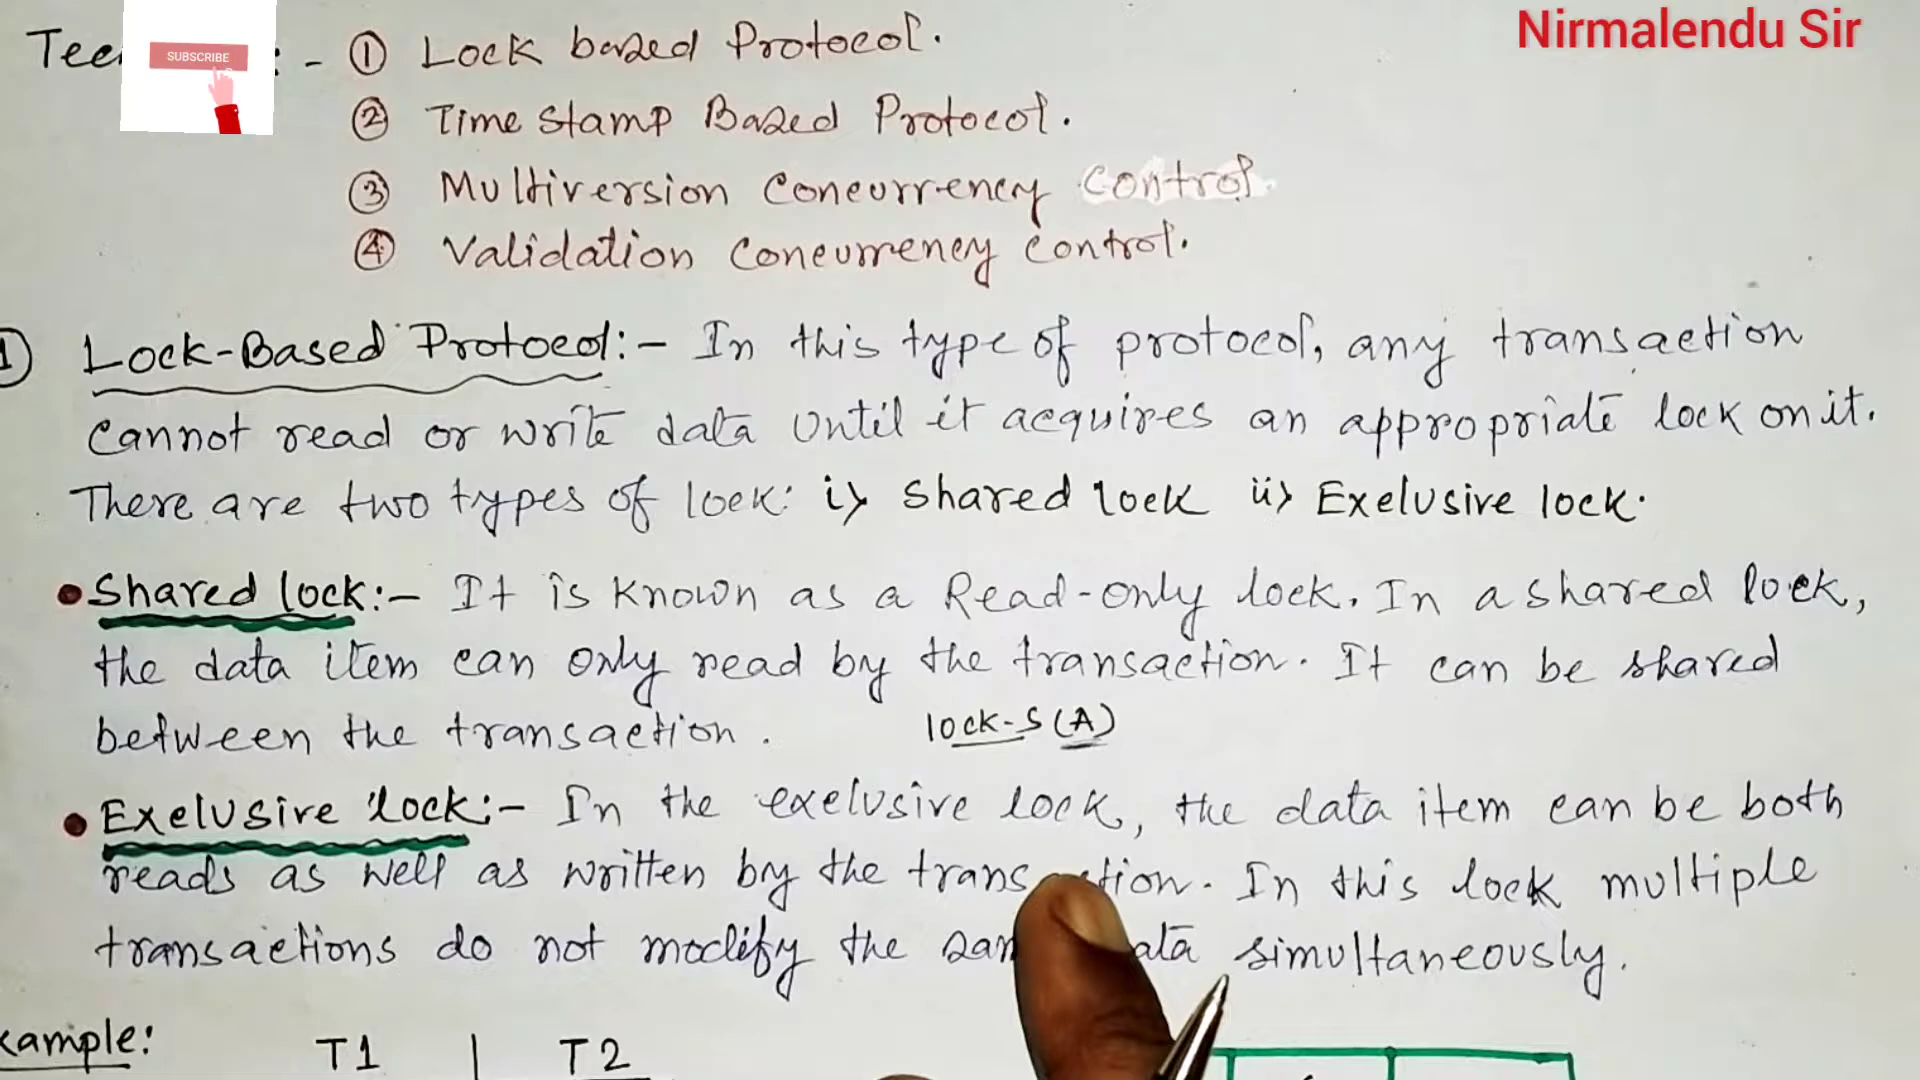 Nirmalendu Sir
SUBSCRIBE
Tec : - ① Lock based Protocol.
② Time stamp Based Protocol.
③ Multiversion Concurrency Control.
④ Validation Concurrency Control.
① Lock-Based Protocol:- In this type of protocol, any transaction
cannot read or write data until it acquires an appropriate lock on it.
There are two types of lock: i> shared lock ii> Exclusive lock.
• Shared lock:- It is known as a Read-only lock. In a shared lock,
the data item can only read by the transaction. It can be shared
between the transaction. lock-S (A)
• Exclusive lock:- In the exclusive lock, the data item can be both
reads as well as written by the transaction. In this lock multiple
transactions do not modify the data simultaneously.
xample: T1 | T2